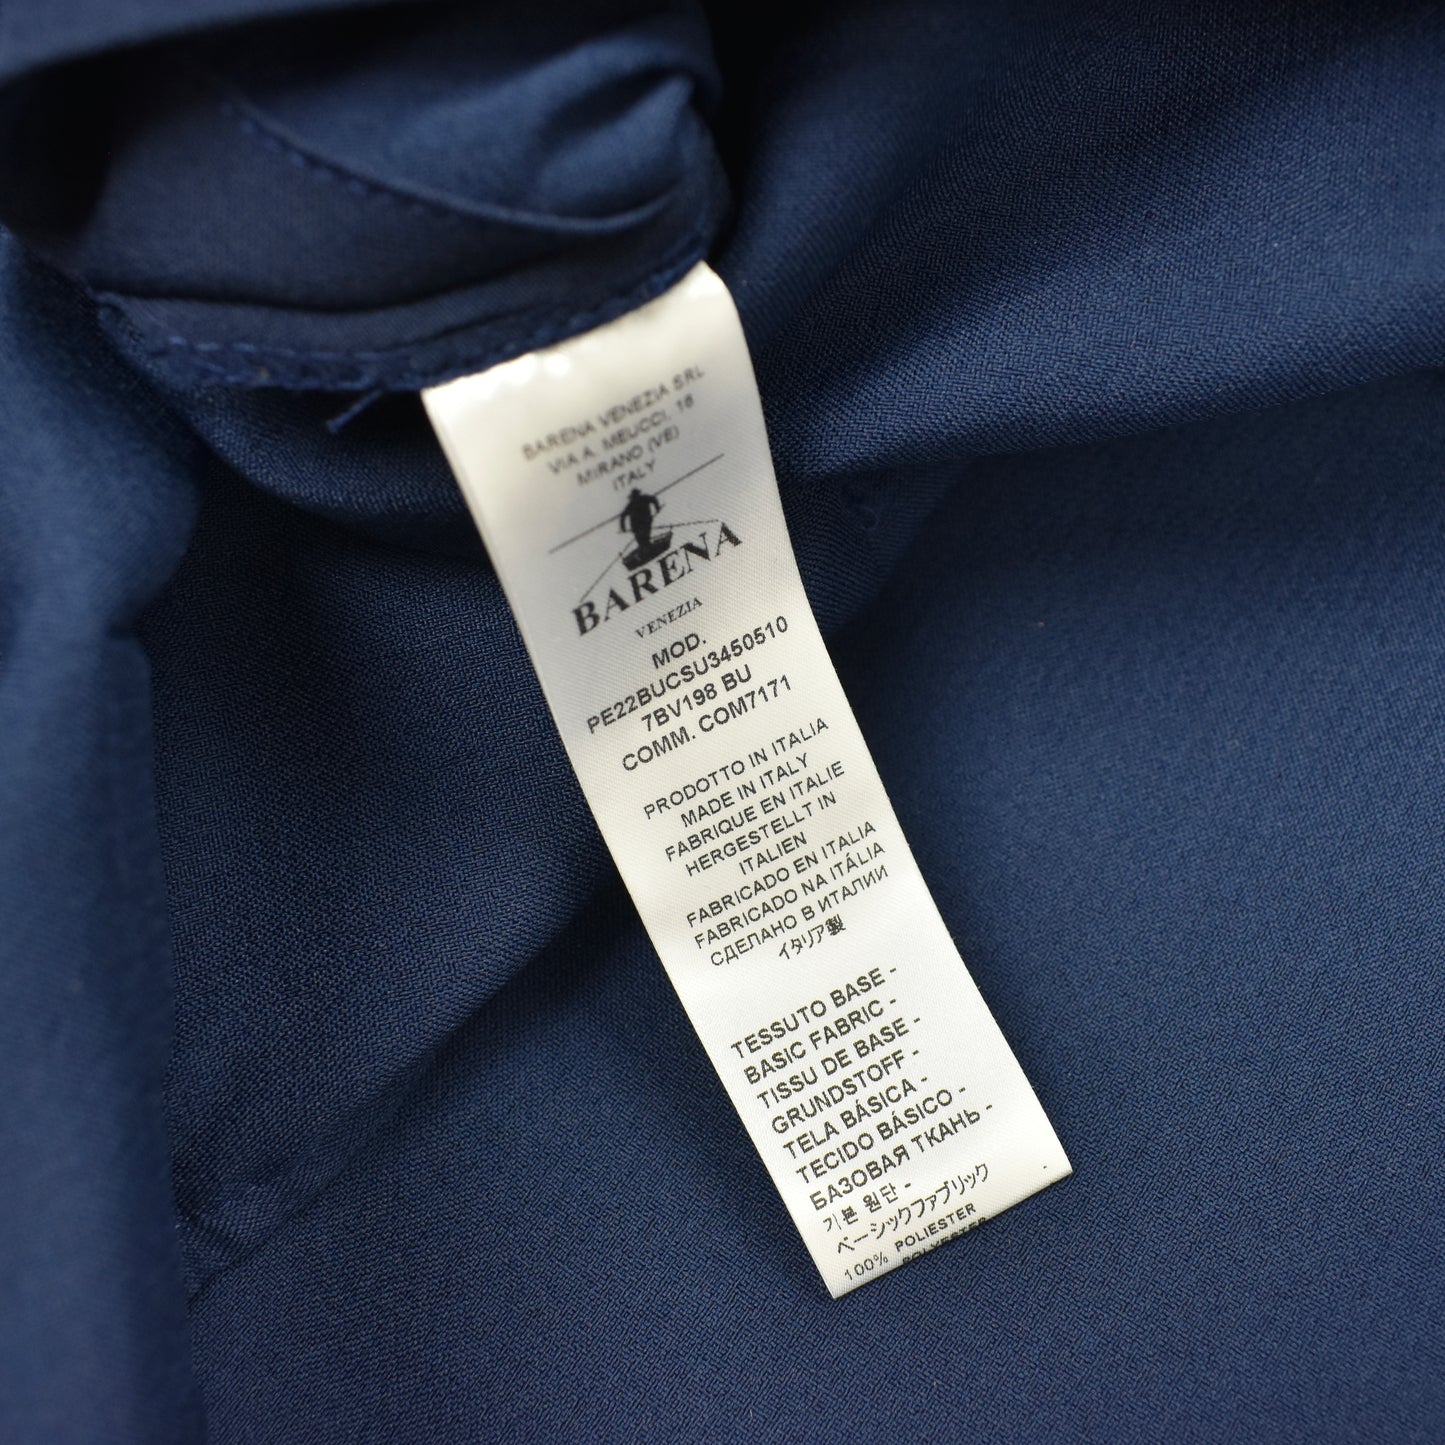 BARENA VENEZIA SRL
VIA A. MEUCCI, 16
MIRANO (VE)
ITALY
BARENA
VENEZIA
MOD.
PE22BUCSU3450510
7BV198 BU
COMM. COM7171
PRODOTTO IN ITALIA
MADE IN ITALY
FABRIQUE EN ITALIE
HERGESTELLT IN
ITALIEN
FABRICADO EN ITALIA
FABRICADO NA ITÁLIA
СДЕЛАНО В ИТАЛИИ
イタリア製
TESSUTO BASE -
BASIC FABRIC -
TISSU DE BASE -
GRUNDSTOFF -
TELA BÁSICA -
TECIDO BÁSICO -
БАЗОВАЯ ТКАНЬ -
기본 원단 -
ベーシックファブリック
100% POLIESTER
POLYESTER